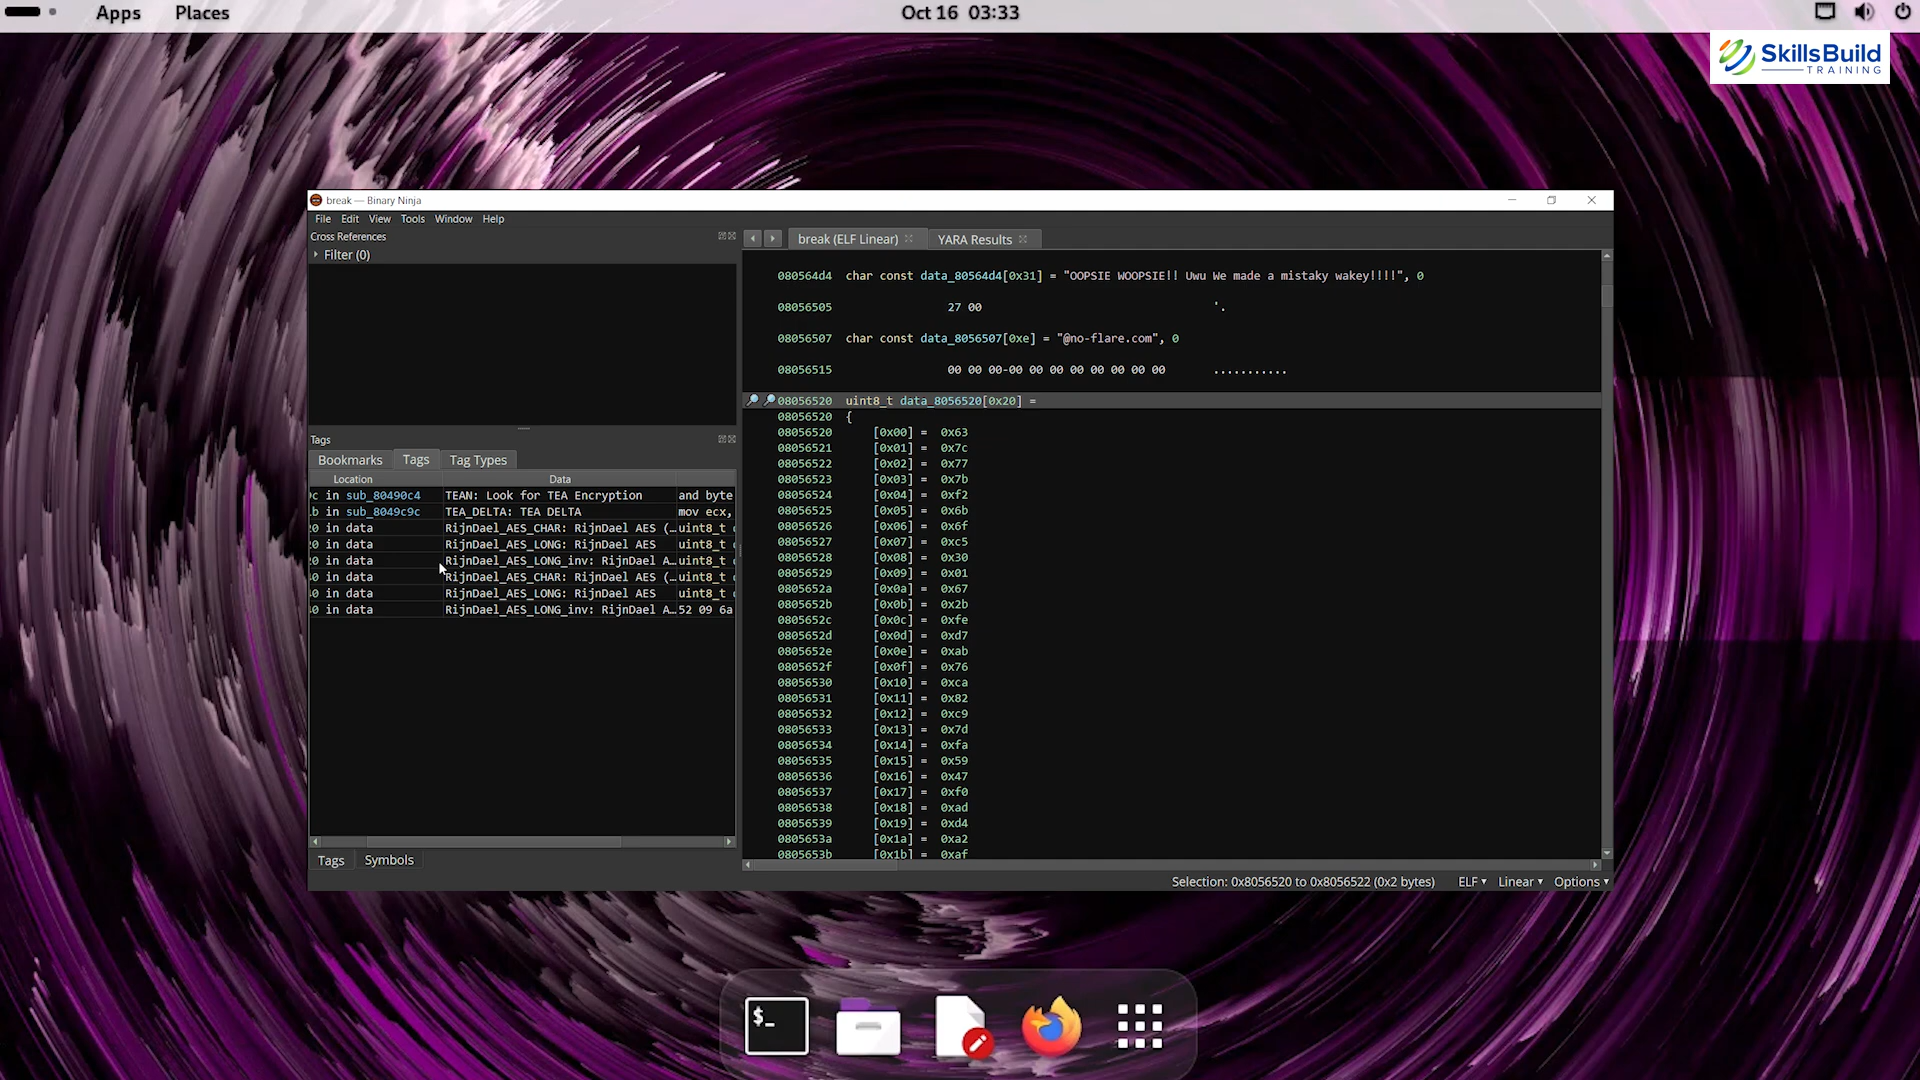 Apps Places Oct 16 03:33
SkillsBuild
TRAINING
break — Binary Ninja
File Edit View Tools Window Help
Cross References
Filter (0)
break (ELF Linear) YARA Results
080564d4 char const data_80564d4[0x31] = "OOPSIE WOOPSIE!! Uwu We made a mistaky wakey!!!!", 0
08056505 27 00 '.
08056507 char const data_8056507[0xe] = "@no-flare.com", 0
08056515 00 00 00-00 00 00 00 00 00 00 00 ...........
08056520 uint8_t data_8056520[0x20] =
08056520 {
08056520 [0x00] = 0x63
08056521 [0x01] = 0x7c
08056522 [0x02] = 0x77
08056523 [0x03] = 0x7b
08056524 [0x04] = 0xf2
08056525 [0x05] = 0x6b
08056526 [0x06] = 0x6f
08056527 [0x07] = 0xc5
08056528 [0x08] = 0x30
08056529 [0x09] = 0x01
0805652a [0x0a] = 0x67
0805652b [0x0b] = 0x2b
0805652c [0x0c] = 0xfe
0805652d [0x0d] = 0xd7
0805652e [0x0e] = 0xab
0805652f [0x0f] = 0x76
08056530 [0x10] = 0xca
08056531 [0x11] = 0x82
08056532 [0x12] = 0xc9
08056533 [0x13] = 0x7d
08056534 [0x14] = 0xfa
08056535 [0x15] = 0x59
08056536 [0x16] = 0x47
08056537 [0x17] = 0xf0
08056538 [0x18] = 0xad
08056539 [0x19] = 0xd4
0805653a [0x1a] = 0xa2
0805653b [0x1b] = 0xaf
Tags
Bookmarks Tags Tag Types
Location Data
c in sub_80490c4 TEAN: Look for TEA Encryption and byte
b in sub_8049c9c TEA_DELTA: TEA DELTA mov ecx,
20 in data RijnDael_AES_CHAR: RijnDael AES (… uint8_t
20 in data RijnDael_AES_LONG: RijnDael AES uint8_t
20 in data RijnDael_AES_LONG_inv: RijnDael A… uint8_t
40 in data RijnDael_AES_CHAR: RijnDael AES (… uint8_t
40 in data RijnDael_AES_LONG: RijnDael AES uint8_t
40 in data RijnDael_AES_LONG_inv: RijnDael A… 52 09 6a
Tags Symbols
Selection: 0x8056520 to 0x8056522 (0x2 bytes) ELF Linear Options
$_